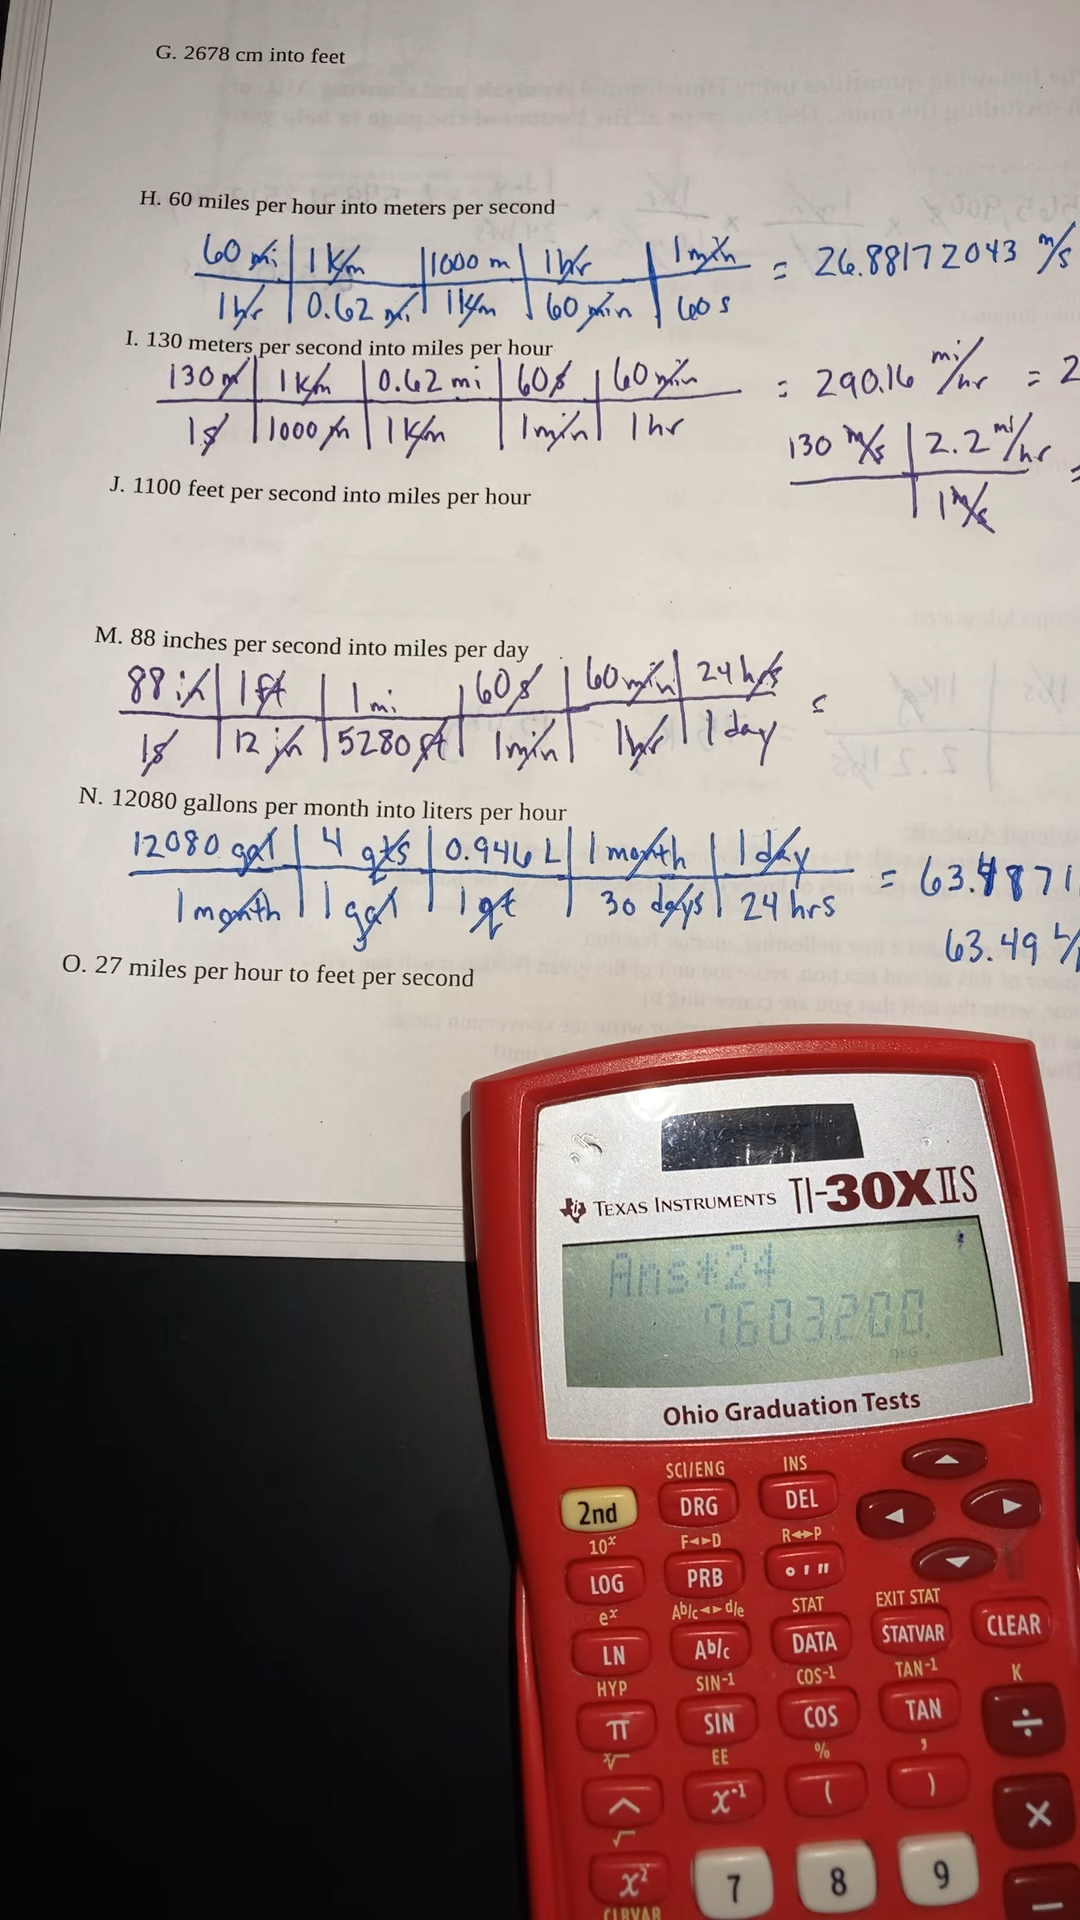 G. 2678 cm into feet
H. 60 miles per hour into meters per second
60 mi | 1 km | 1000 m | 1 hr | 1 min = 26.88172043 m/s
1 hr | 0.62 mi | 1 km | 60 min | 60 s
I. 130 meters per second into miles per hour
130 m | 1 km | 0.62 mi | 60 s | 60 min = 290.16 mi/hr = 2
1 s | 1000 m | 1 km | 1 min | 1 hr
130 m/s | 2.2 mi/hr =
1 m/s
J. 1100 feet per second into miles per hour
M. 88 inches per second into miles per day
88 in | 1 ft | 1 mi | 60 s | 60 min | 24 hrs =
1 s | 12 in | 5280 ft | 1 min | 1 hr | 1 day
N. 12080 gallons per month into liters per hour
12080 gal | 4 qts | 0.946 L | 1 month | 1 day = 63.4871
1 month | 1 gal | 1 qt | 30 days | 24 hrs
63.49 L/
O. 27 miles per hour to feet per second
TEXAS INSTRUMENTS TI-30X IIS
Ans*24
7603200.
DEG
Ohio Graduation Tests
SCI/ENG INS
2nd DRG DEL
10ˣ F◄►D R◄►P
LOG PRB ° ' "
eˣ Ab/c◄►d/e STAT EXIT STAT
LN Ab/c DATA STATVAR CLEAR
HYP SIN-1 COS-1 TAN-1 K
π SIN COS TAN ÷
ˣ√ EE % ,
^ x-1 ( ) ×
√
x² 7 8 9 −
CLRVAR